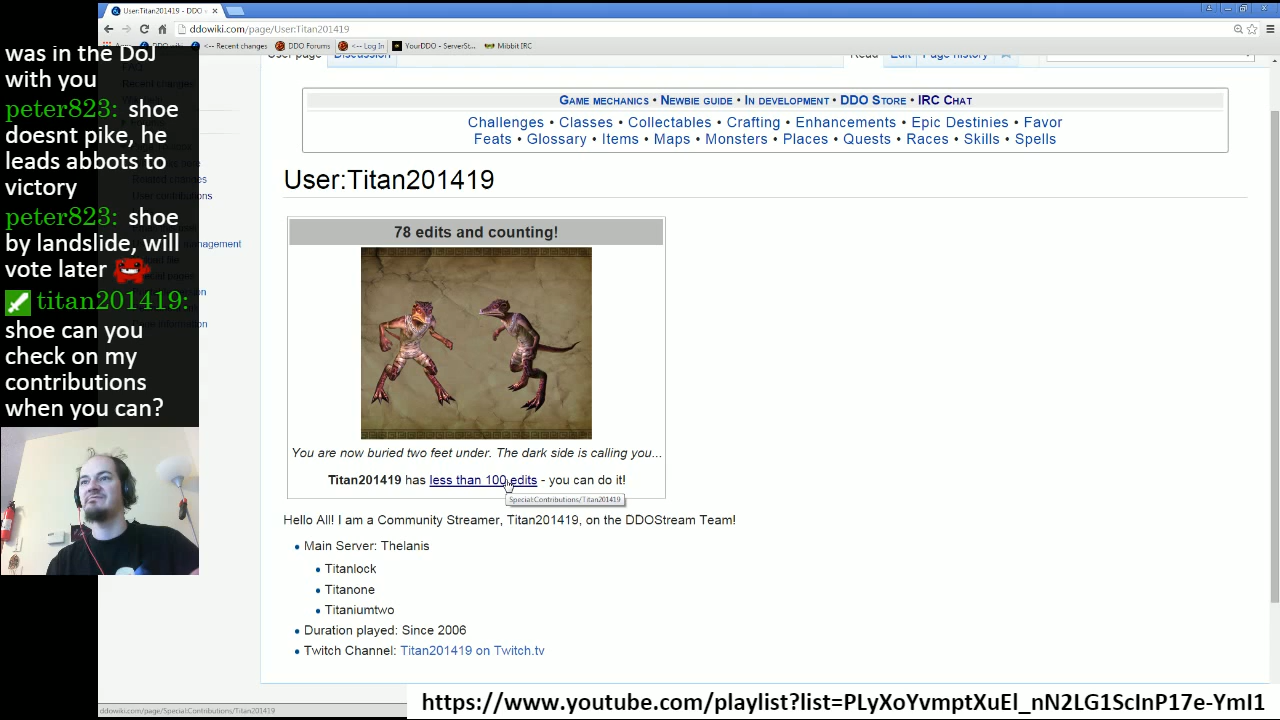 User:Titan201419 - DDO w
ddowiki.com/page/User:Titan201419
<-- Recent changes
DDO Forums
<-- Log In
YourDDO - ServerSt...
Mibbit IRC
User page
Discussion
Read
Edit
Page history
was in the DoJ
with you
peter823: shoe
doesnt pike, he
leads abbots to
victory
peter823: shoe
by landslide, will
vote later
titan201419:
shoe can you
check on my
contributions
when you can?
Related changes
User contributions
Page information
GAME MECHANICS • NEWBIE GUIDE • IN DEVELOPMENT • DDO STORE • IRC CHAT
Challenges • Classes • Collectables • Crafting • Enhancements • Epic Destinies • Favor
Feats • Glossary • Items • Maps • Monsters • Places • Quests • Races • Skills • Spells
User:Titan201419
78 edits and counting!
You are now buried two feet under. The dark side is calling you...
Titan201419 has less than 100 edits - you can do it!
Special:Contributions/Titan201419
Hello All! I am a Community Streamer, Titan201419, on the DDOStream Team!
• Main Server: Thelanis
• Titanlock
• Titanone
• Titaniumtwo
• Duration played: Since 2006
• Twitch Channel: Titan201419 on Twitch.tv
ddowiki.com/page/Special:Contributions/Titan201419
https://www.youtube.com/playlist?list=PLyXoYvmptXuEl_nN2LG1ScInP17e-YmI1